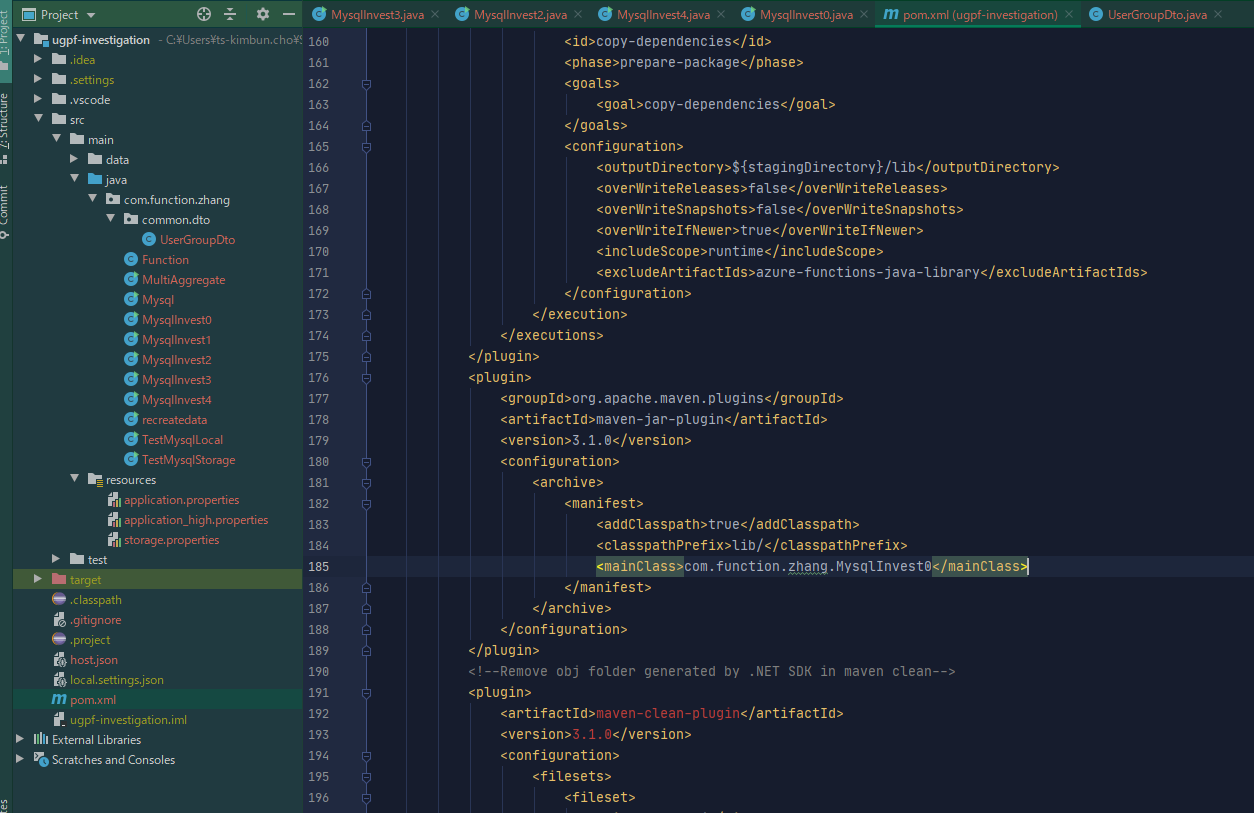 Project
MysqlInvest3.java
MysqlInvest2.java
MysqlInvest4.java
MysqlInvest0.java
pom.xml (ugpf-investigation)
UserGroupDto.java
1: Project
7: Structure
Commit
ugpf-investigation - C:¥Users¥ts-kimbun.cho¥S
.idea
.settings
.vscode
src
main
data
java
com.function.zhang
common.dto
UserGroupDto
Function
MultiAggregate
Mysql
MysqlInvest0
MysqlInvest1
MysqlInvest2
MysqlInvest3
MysqlInvest4
recreatedata
TestMysqlLocal
TestMysqlStorage
resources
application.properties
application_high.properties
storage.properties
test
target
.classpath
.gitignore
.project
host.json
local.settings.json
pom.xml
ugpf-investigation.iml
External Libraries
Scratches and Consoles
160 <id>copy-dependencies</id>
161 <phase>prepare-package</phase>
162 <goals>
163 <goal>copy-dependencies</goal>
164 </goals>
165 <configuration>
166 <outputDirectory>${stagingDirectory}/lib</outputDirectory>
167 <overWriteReleases>false</overWriteReleases>
168 <overWriteSnapshots>false</overWriteSnapshots>
169 <overWriteIfNewer>true</overWriteIfNewer>
170 <includeScope>runtime</includeScope>
171 <excludeArtifactIds>azure-functions-java-library</excludeArtifactIds>
172 </configuration>
173 </execution>
174 </executions>
175 </plugin>
176 <plugin>
177 <groupId>org.apache.maven.plugins</groupId>
178 <artifactId>maven-jar-plugin</artifactId>
179 <version>3.1.0</version>
180 <configuration>
181 <archive>
182 <manifest>
183 <addClasspath>true</addClasspath>
184 <classpathPrefix>lib/</classpathPrefix>
185 <mainClass>com.function.zhang.MysqlInvest0</mainClass>
186 </manifest>
187 </archive>
188 </configuration>
189 </plugin>
190 <!--Remove obj folder generated by .NET SDK in maven clean-->
191 <plugin>
192 <artifactId>maven-clean-plugin</artifactId>
193 <version>3.1.0</version>
194 <configuration>
195 <filesets>
196 <fileset>